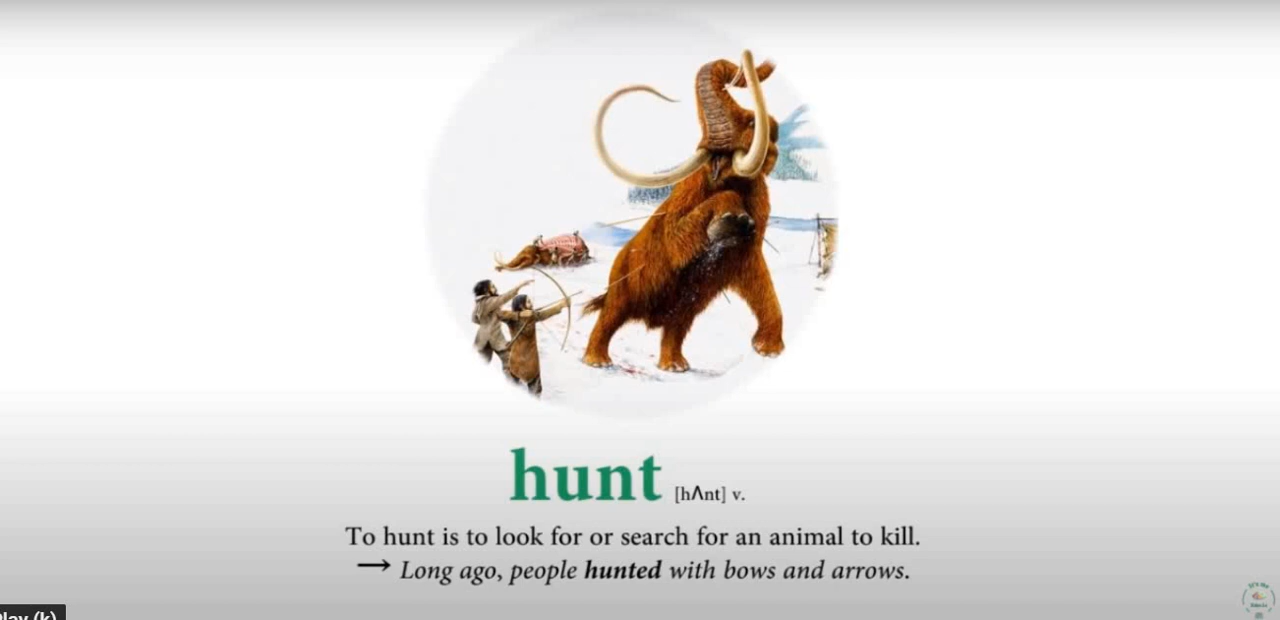 hunt [hɅnt] v.
To hunt is to look for or search for an animal to kill.
→ Long ago, people hunted with bows and arrows.
Play (k)